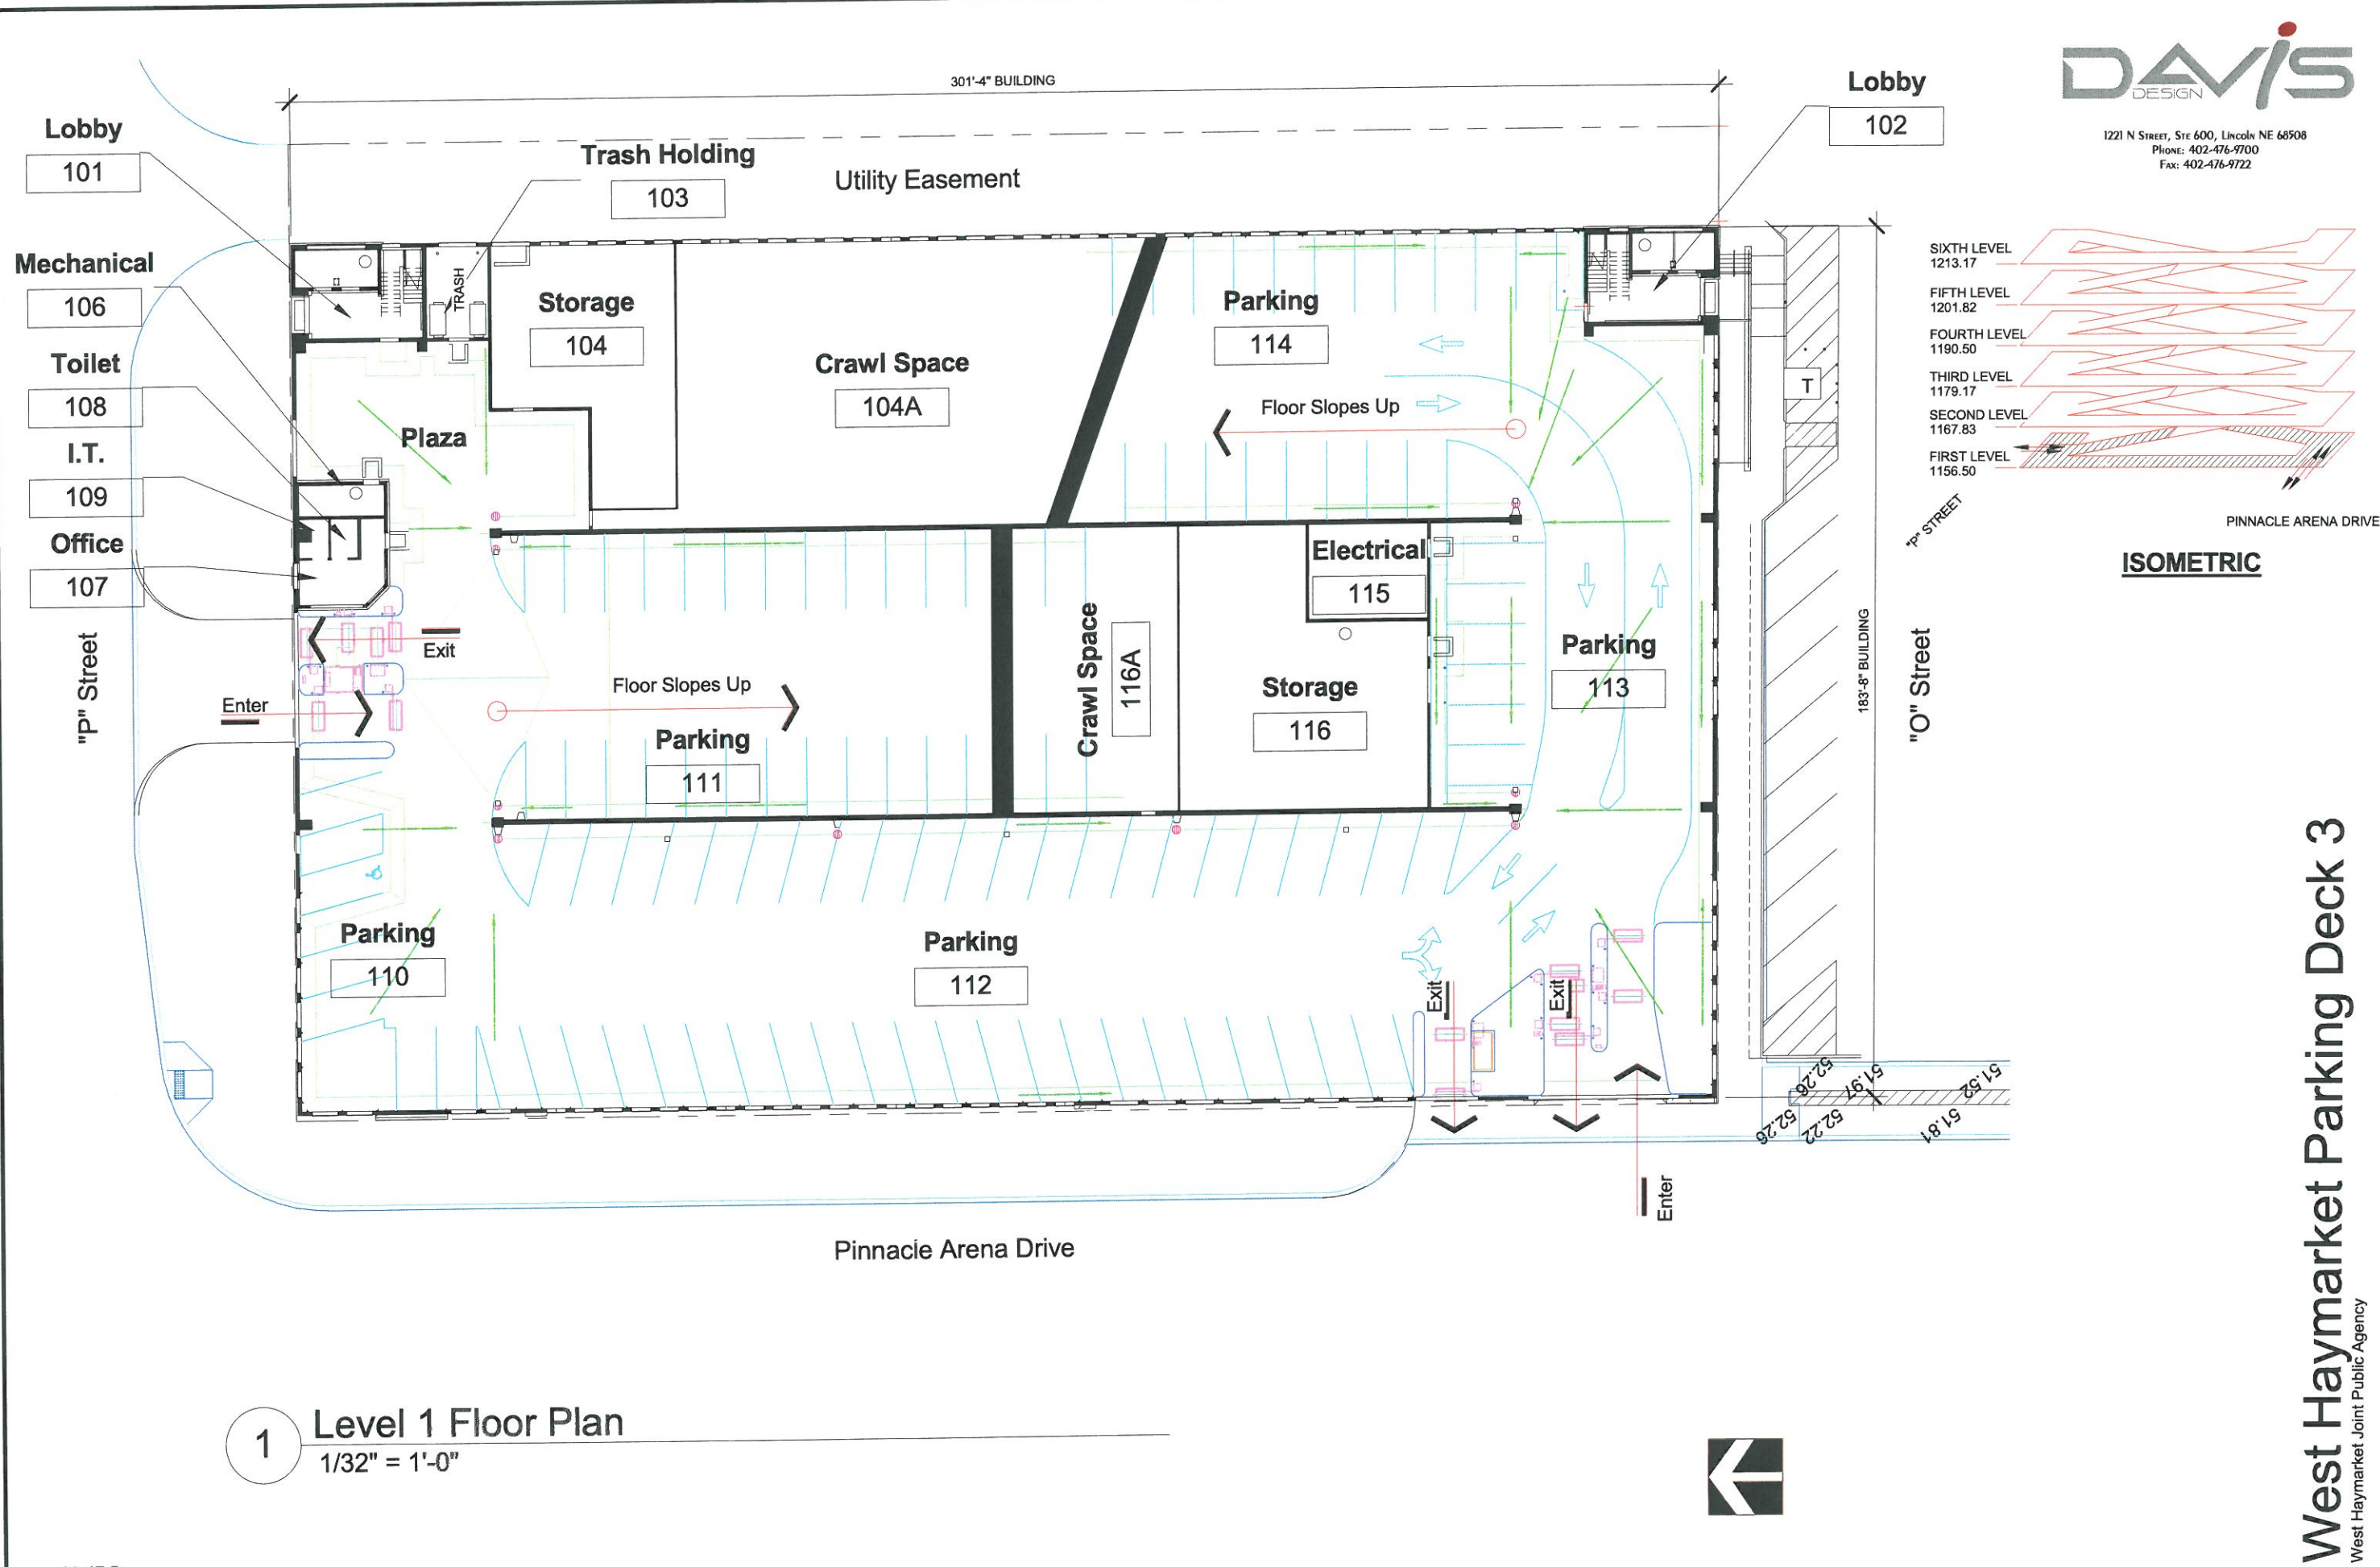 DAVIS
DESIGN
1221 N STREET, STE 600, LINCOLN NE 68508
PHONE: 402-476-9700
FAX: 402-476-9722
301'-4" BUILDING
Lobby
101
Lobby
102
Trash Holding
103
Utility Easement
Mechanical
106
Toilet
108
I.T.
109
Office
107
TRASH
Storage
104
Crawl Space
104A
Parking
114
Floor Slopes Up
Plaza
T
SIXTH LEVEL
1213.17
FIFTH LEVEL
1201.82
FOURTH LEVEL
1190.50
THIRD LEVEL
1179.17
SECOND LEVEL
1167.83
FIRST LEVEL
1156.50
"P" STREET
PINNACLE ARENA DRIVE
ISOMETRIC
Electrical
115
Crawl Space
116A
Storage
116
Parking
113
183'-8" BUILDING
"O" Street
"P" Street
Exit
Enter
Floor Slopes Up
Parking
111
Parking
110
Parking
112
Exit
Exit
Enter
52.26
51.97
51.52
52.26
52.22
51.81
Pinnacle Arena Drive
1
Level 1 Floor Plan
1/32" = 1'-0"
West Haymarket Parking Deck 3
West Haymarket Joint Public Agency